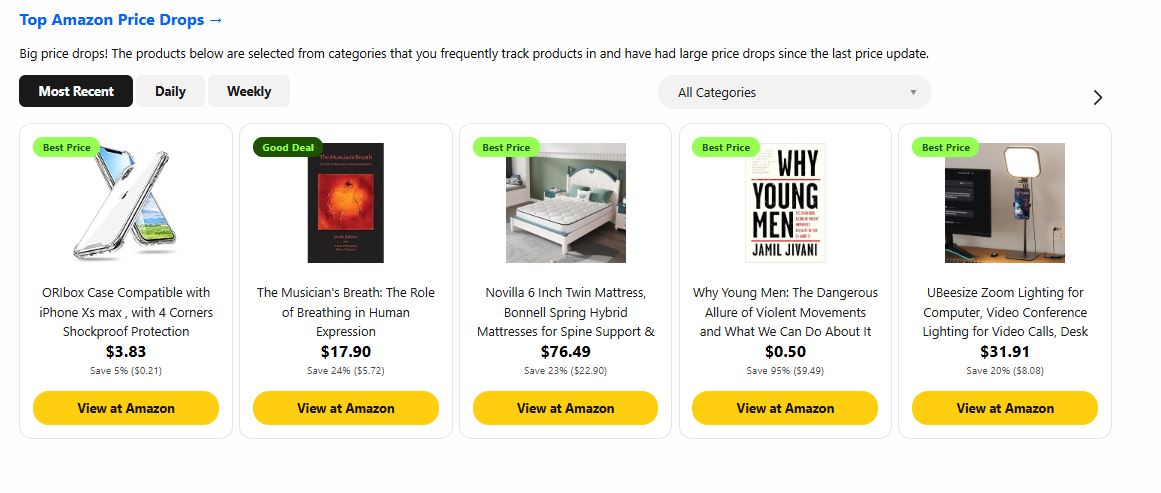 Top Amazon Price Drops →
Big price drops! The products below are selected from categories that you frequently track products in and have had large price drops since the last price update.
Most Recent
Daily
Weekly
All Categories
Best Price
ORIbox Case Compatible with
iPhone Xs max , with 4 Corners
Shockproof Protection
$3.83
Save 5% ($0.21)
View at Amazon
Good Deal
The Musician's Breath
The Musician's Breath: The Role
of Breathing in Human
Expression
$17.90
Save 24% ($5.72)
View at Amazon
Best Price
Novilla 6 Inch Twin Mattress,
Bonnell Spring Hybrid
Mattresses for Spine Support &
$76.49
Save 23% ($22.90)
View at Amazon
Best Price
WHY
YOUNG
MEN
JAMIL JIVANI
Why Young Men: The Dangerous
Allure of Violent Movements
and What We Can Do About It
$0.50
Save 95% ($9.49)
View at Amazon
Best Price
UBeesize Zoom Lighting for
Computer, Video Conference
Lighting for Video Calls, Desk
$31.91
Save 20% ($8.08)
View at Amazon